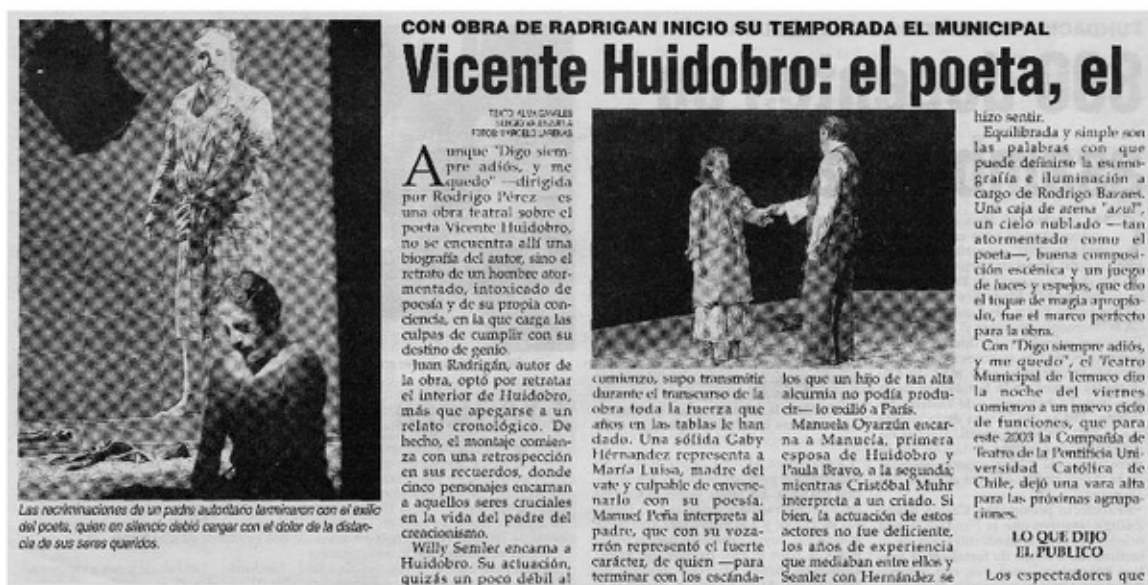 CON OBRA DE RADRIGAN INICIO SU TEMPORADA EL MUNICIPAL
Vicente Huidobro: el poeta, el
FOTOS: MARCELO
Aunque "Digo siem-
pre adiós, y me
quedo" —dirigida
por Rodrigo Pérez— es
una obra teatral sobre el
poeta Vicente Huidobro,
no se encuentra allí una
biografía del autor, sino el
retrato de un hombre ator-
mentado, intoxicado de
poesía y de su propia con-
ciencia, en la que carga las
culpas de cumplir con su
destino de genio.
Juan Radrigán, autor de
la obra, optó por retratar
el interior de Huidobro,
más que apegarse a un
relato cronológico. De
hecho, el montaje comien-
za con una retrospección
en sus recuerdos, donde
cinco personajes encarnan
a aquellos seres cruciales
en la vida del padre del
creacionismo.
Willy Semler encarna a
Huidobro. Su actuación,
quizás un poco débil al
comienzo, supo transmitir
durante el transcurso de la
obra toda la fuerza que
años en las tablas le han
dado. Una sólida Gaby
Hérnandez representa a
María Luisa, madre del
vate y culpable de envene-
narlo con su poesía.
Manuel Peña interpreta al
padre, que con su voza-
rrón representó el fuerte
carácter, de quien —para
terminar con los escánda-
los que un hijo de tan alta
alcurnia no podía produ-
cir— lo exilió a París.
Manuela Oyarzún encar-
na a Manuela, primera
esposa de Huidobro y
Paula Bravo, a la segunda;
mientras Cristóbal Muhr
interpreta a un criado. Si
bien, la actuación de estos
actores no fue deficiente,
los años de experiencia
que mediaban entre ellos y
Semler con Hernández se
hizo sentir.
Equilibrada y simple son
las palabras con que
puede definirse la esceno-
grafía e iluminación a
cargo de Rodrigo Bazaes.
Una caja de arena "azul",
un cielo nublado —tan
atormentado como el
poeta—, buena composi-
ción escénica y un juego
de luces y espejos, que dio
el toque de magia apropia-
do, fue el marco perfecto
para la obra.
Con "Digo siempre adiós,
y me quedo", el Teatro
Municipal de Temuco dio
la noche del viernes
comienzo a un nuevo ciclo
de funciones, que para
este 2003 la Compañía de
Teatro de la Pontificia Uni-
versidad Católica de
Chile, dejó una vara alta
para las próximas agrupa-
ciones.
LO QUE DIJO
EL PUBLICO
Los espectadores que
Las recriminaciones de un padre autoritario terminaron con el exilio
del poeta, quien en silencio debió cargar con el dolor de la distan-
cia de sus seres queridos.